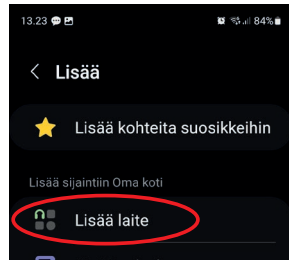 13.23 84%
< Lisää
Lisää kohteita suosikkeihin
Lisää sijaintiin Oma koti
Lisää laite